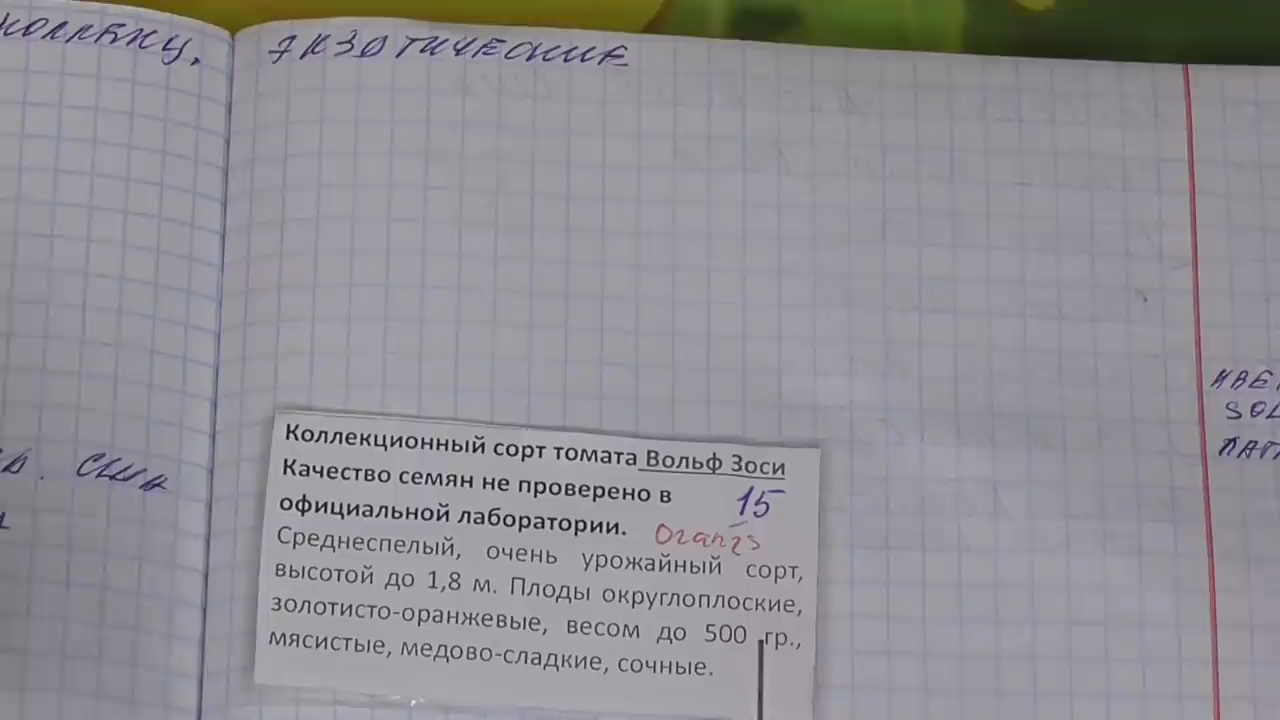 экзотические
Коллекционный сорт томата Вольф Зоси
Качество семян не проверено в
15
официальной лаборатории.
Среднеспелый, очень урожайный сорт,
высотой до 1,8 м. Плоды округлоплоские,
золотисто-оранжевые, весом до 500 гр.,
мясистые, медово-сладкие, сочные.